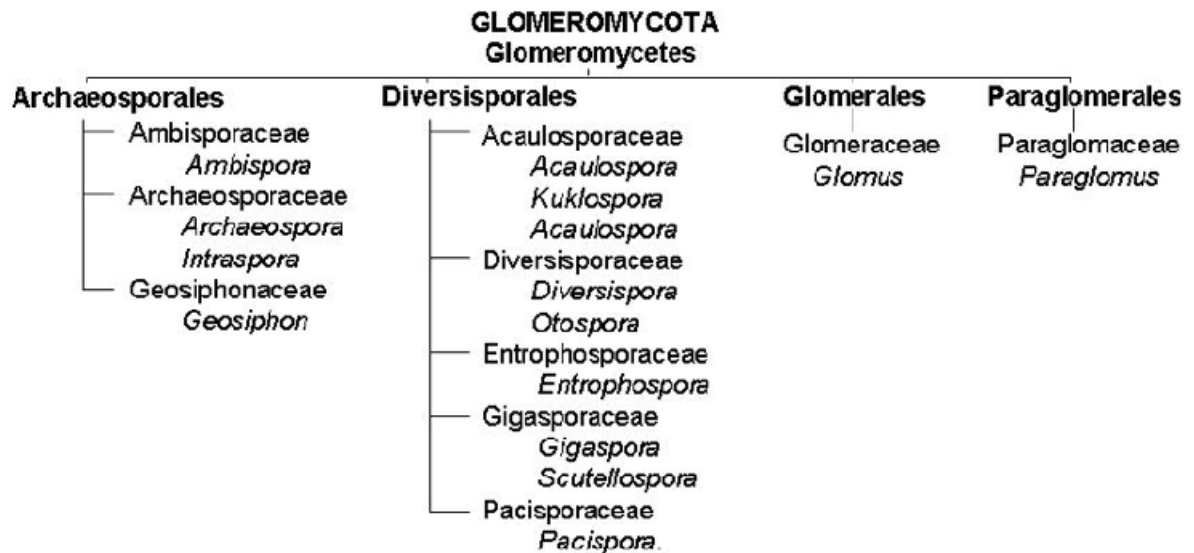 GLOMEROMYCOTA
Glomeromycetes
Archaeosporales
Ambisporaceae
Ambispora
Archaeosporaceae
Archaeospora
Intraspora
Geosiphonaceae
Geosiphon
Diversisporales
Acaulosporaceae
Acaulospora
Kuklospora
Acaulospora
Diversisporaceae
Diversispora
Otospora
Entrophosporaceae
Entrophospora
Gigasporaceae
Gigaspora
Scutellospora
Pacisporaceae
Pacispora.
Glomerales
Glomeraceae
Glomus
Paraglomerales
Paraglomaceae
Paraglomus